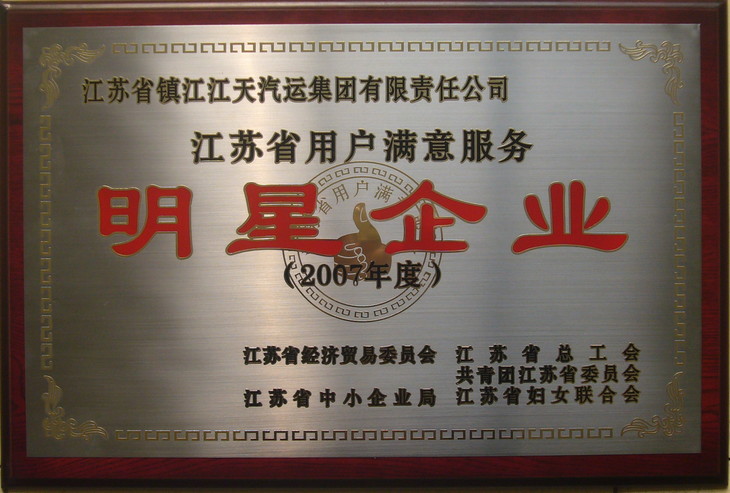 江苏省镇江江天汽运集团有限责任公司
江苏省用户满意服务
省用户满
明星企业
（2007年度）
江苏省经济贸易委员会 江苏省总工会
共青团江苏省委员会
江苏省中小企业局 江苏省妇女联合会